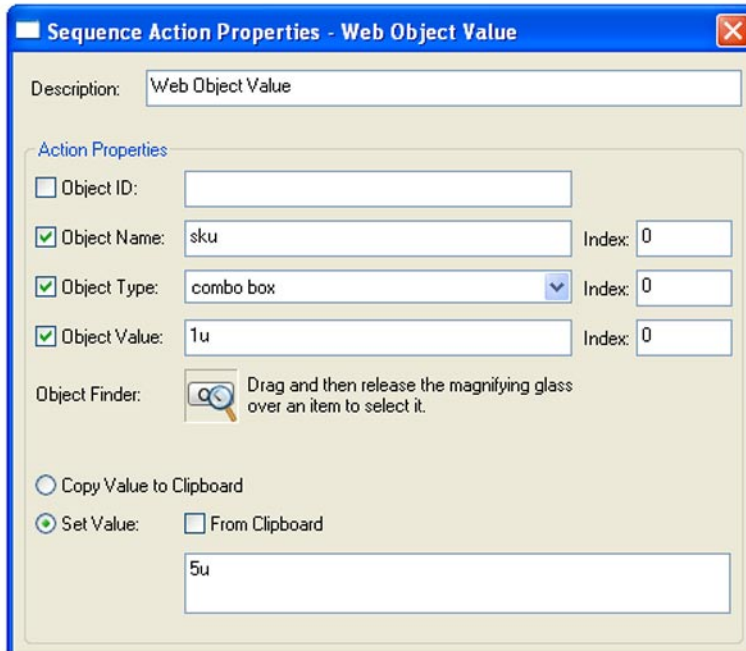 Sequence Action Properties - Web Object Value
Description: Web Object Value
Action Properties
Object ID:
Object Name: sku Index: 0
Object Type: combo box Index: 0
Object Value: 1u Index: 0
Object Finder: Drag and then release the magnifying glass
over an item to select it.
Copy Value to Clipboard
Set Value: From Clipboard
5u